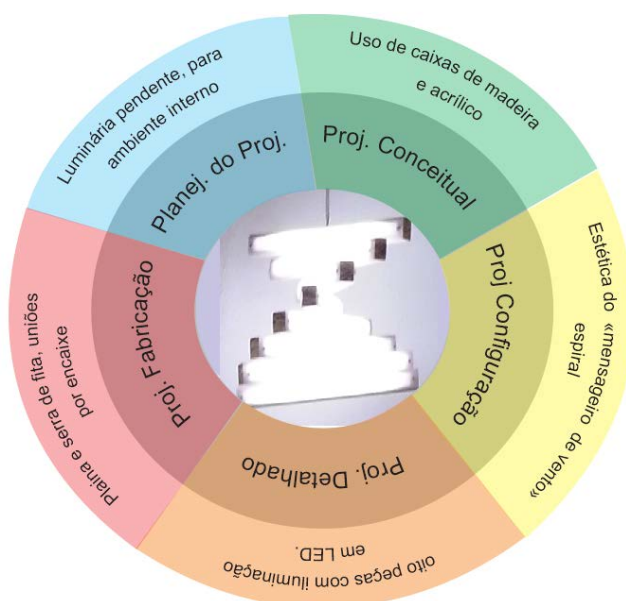 Luminária pendente, para
ambiente interno
Planej. do Proj.
Uso de caixas de madeira
e acrílico
Proj. Conceitual
Estética do «mensageiro de vento»
espiral
Proj Configuração
oito peças com iluminação
em LED.
Proj. Detalhado
Plaina e serra de fita, uniões
por encaixe
Proj. Fabricação